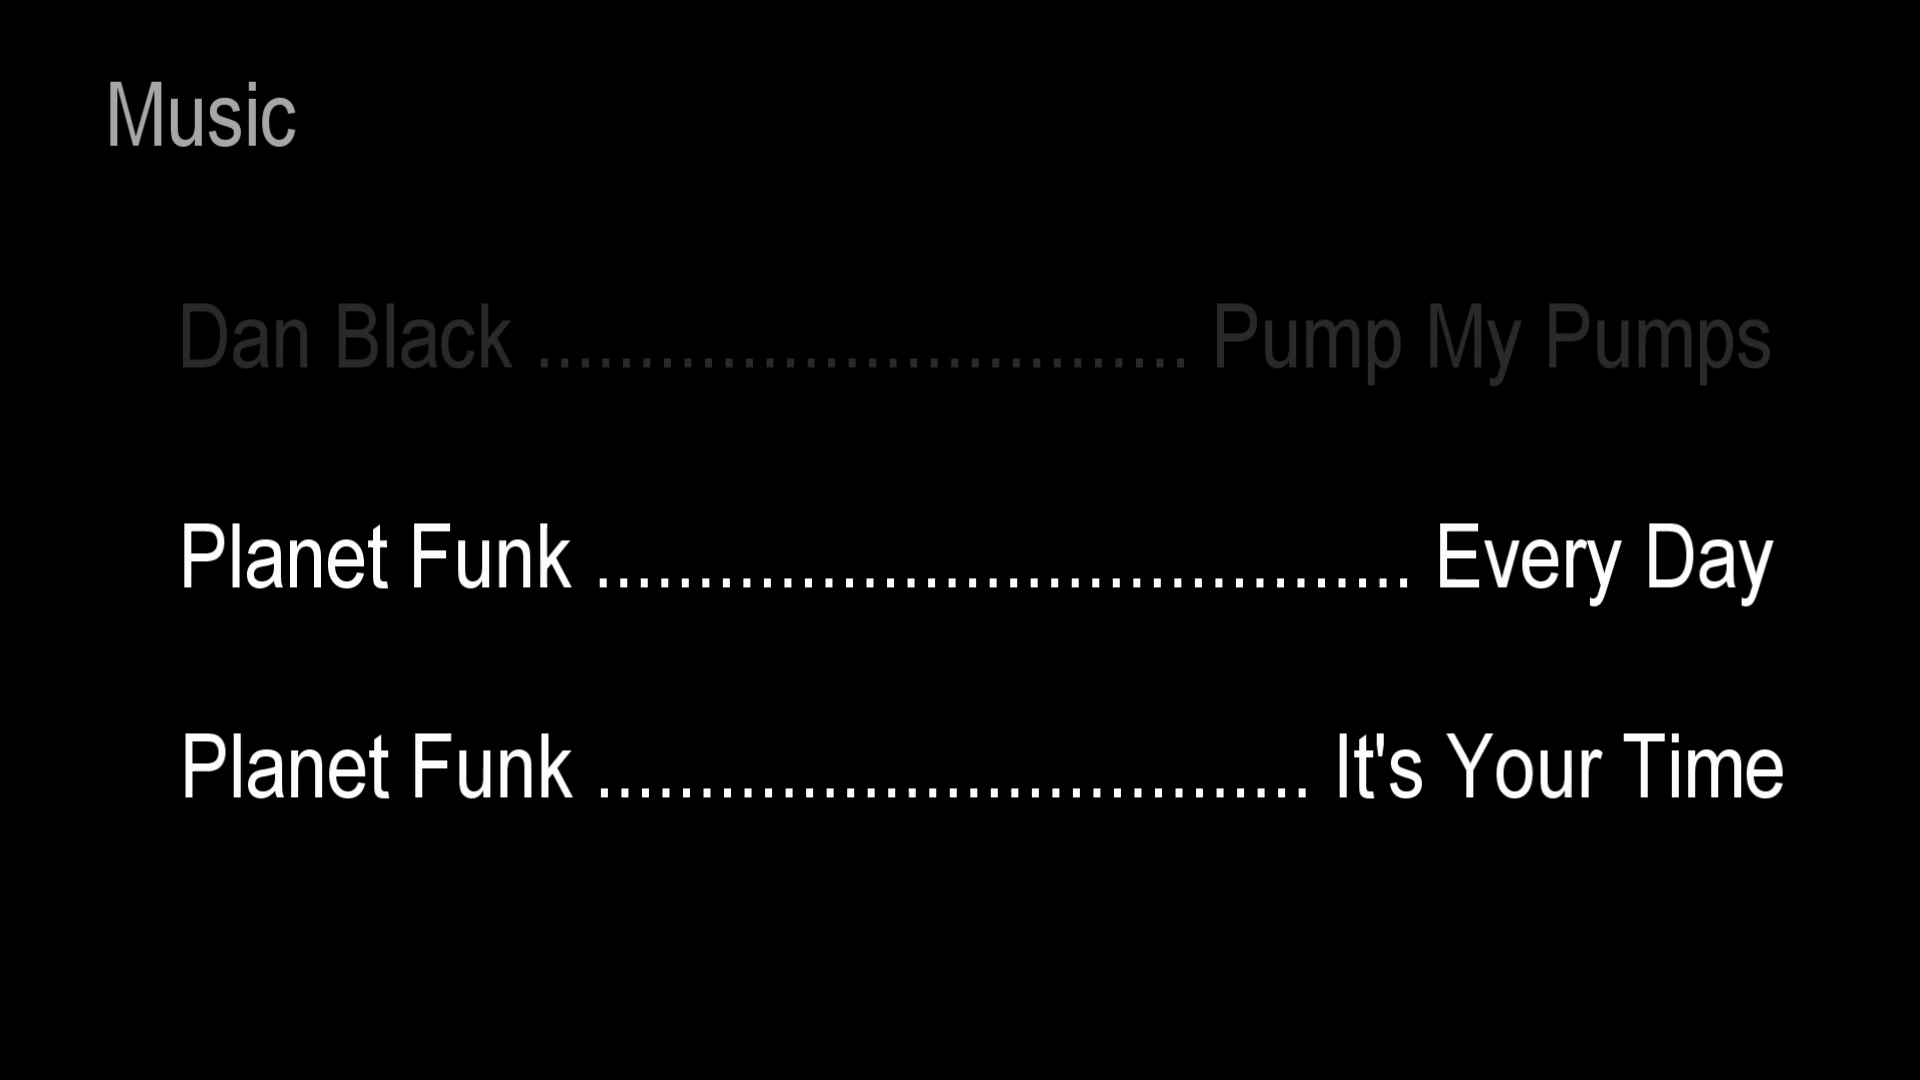 Music
Dan Black ................................ Pump My Pumps
Planet Funk ........................................ Every Day
Planet Funk ................................... It's Your Time